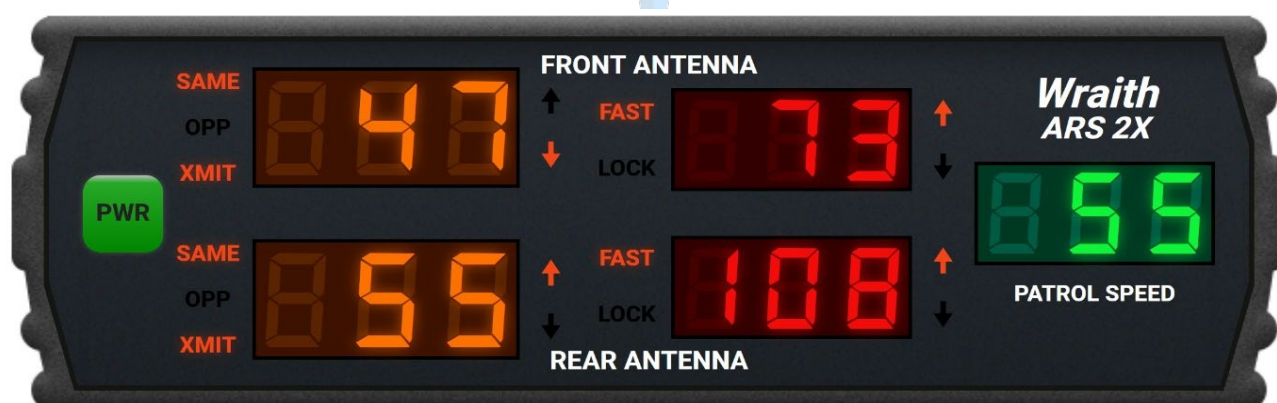 FRONT ANTENNA
SAME
OPP
XMIT
47
FAST
LOCK
73
Wraith
ARS 2X
PWR
55
PATROL SPEED
SAME
OPP
XMIT
55
FAST
LOCK
108
REAR ANTENNA